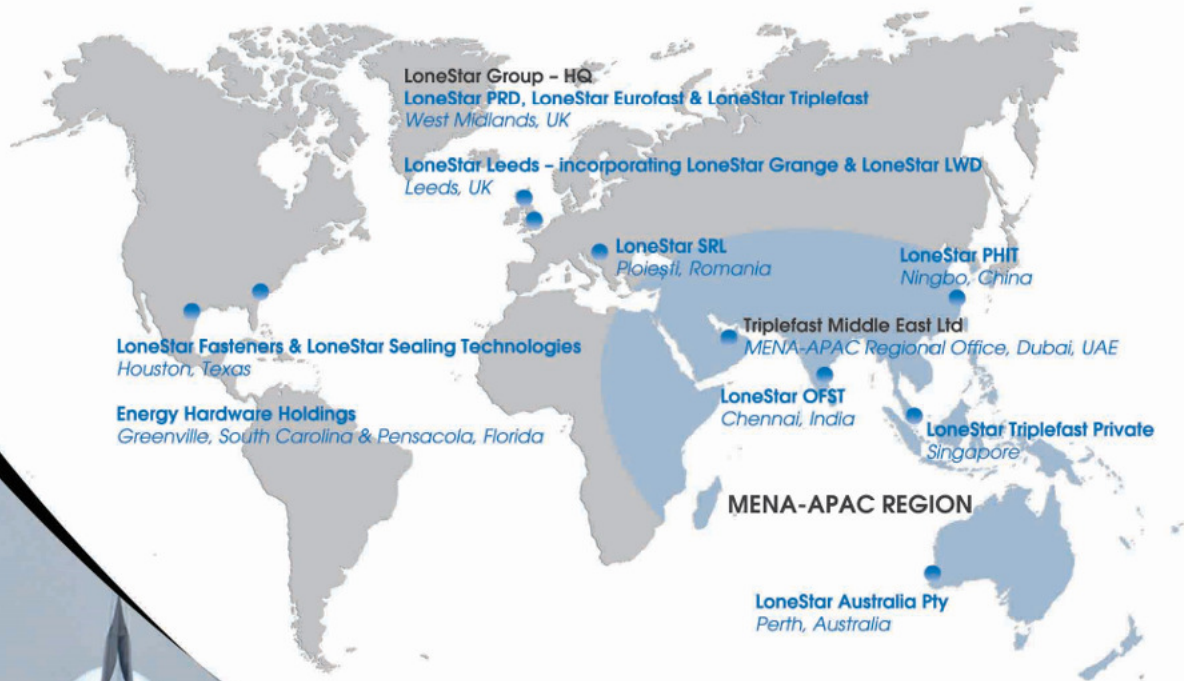 LoneStar Group – HQ
LoneStar PRD, LoneStar Eurofast & LoneStar Triplefast
West Midlands, UK
LoneStar Leeds – incorporating LoneStar Grange & LoneStar LWD
Leeds, UK
LoneStar SRL
Ploieşti, Romania
LoneStar PHIT
Ningbo, China
Triplefast Middle East Ltd
MENA-APAC Regional Office, Dubai, UAE
LoneStar Fasteners & LoneStar Sealing Technologies
Houston, Texas
LoneStar OFST
Chennai, India
Energy Hardware Holdings
Greenville, South Carolina & Pensacola, Florida
LoneStar Triplefast Private
Singapore
MENA-APAC REGION
LoneStar Australia Pty
Perth, Australia